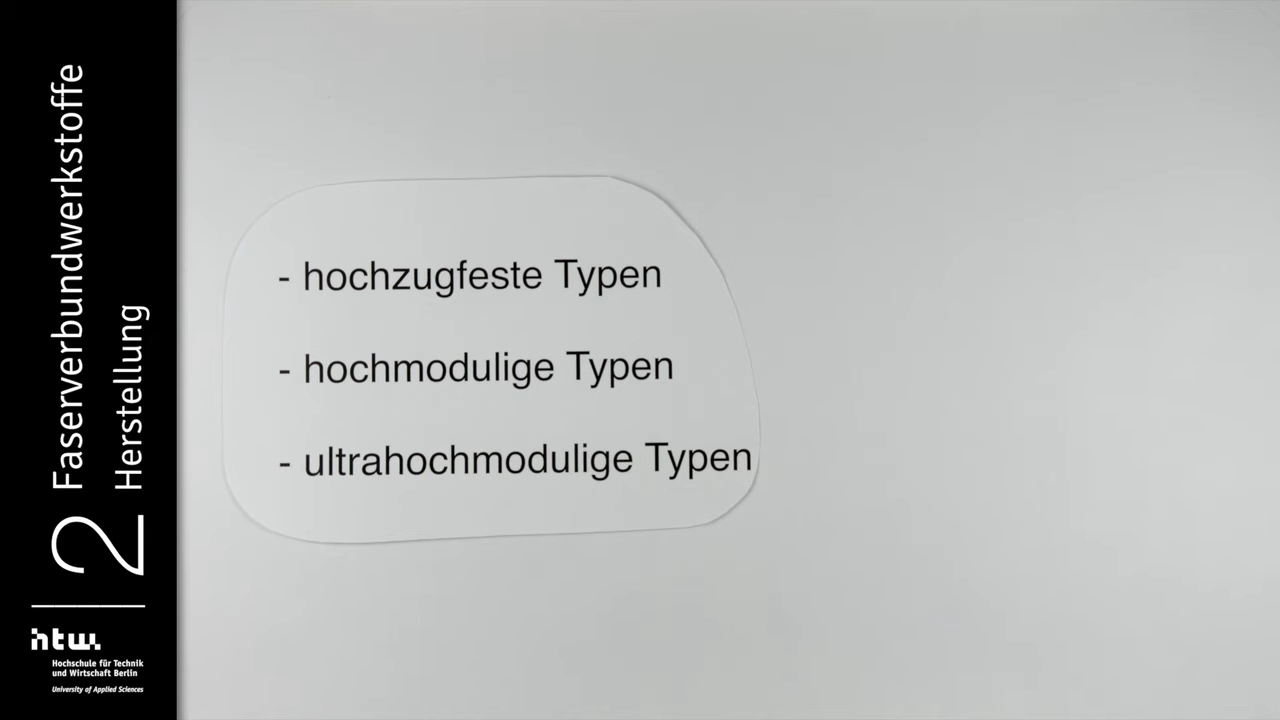 Faserverbundwerkstoffe
Herstellung
2
htw.
Hochschule für Technik
und Wirtschaft Berlin
University of Applied Sciences
- hochzugfeste Typen
- hochmodulige Typen
- ultrahochmodulige Typen